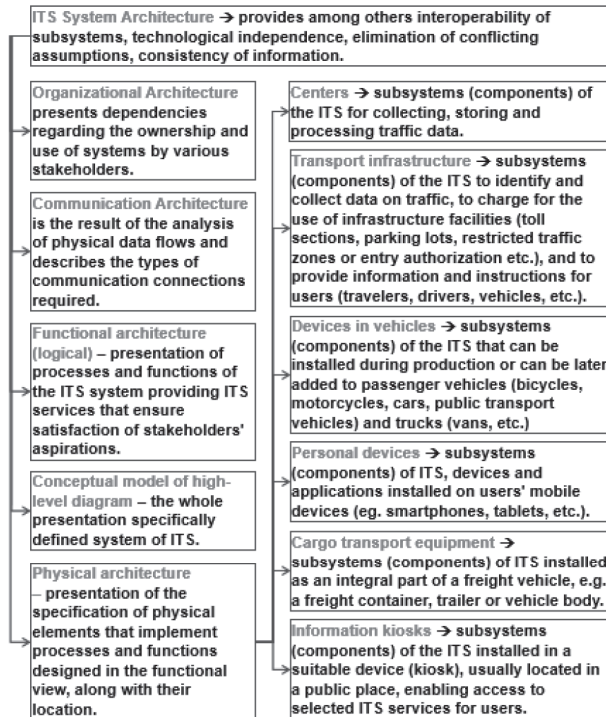 ITS System Architecture → provides among others interoperability of
subsystems, technological independence, elimination of conflicting
assumptions, consistency of information.
Organizational Architecture
presents dependencies
regarding the ownership and
use of systems by various
stakeholders.
Communication Architecture
is the result of the analysis
of physical data flows and
describes the types of
communication connections
required.
Functional architecture
(logical) – presentation of
processes and functions of
the ITS system providing ITS
services that ensure
satisfaction of stakeholders'
aspirations.
Conceptual model of high-
level diagram – the whole
presentation specifically
defined system of ITS.
Physical architecture
– presentation of the
specification of physical
elements that implement
processes and functions
designed in the functional
view, along with their
location.
Centers → subsystems (components) of
the ITS for collecting, storing and
processing traffic data.
Transport infrastructure → subsystems
(components) of the ITS to identify and
collect data on traffic, to charge for the
use of infrastructure facilities (toll
sections, parking lots, restricted traffic
zones or entry authorization etc.), and to
provide information and instructions for
users (travelers, drivers, vehicles, etc.).
Devices in vehicles → subsystems
(components) of the ITS that can be
installed during production or can be later
added to passenger vehicles (bicycles,
motorcycles, cars, public transport
vehicles) and trucks (vans, etc.)
Personal devices → subsystems
(components) of ITS, devices and
applications installed on users' mobile
devices (eg. smartphones, tablets, etc.).
Cargo transport equipment →
subsystems (components) of ITS installed
as an integral part of a freight vehicle, e.g.
a freight container, trailer or vehicle body.
Information kiosks → subsystems
(components) of the ITS installed in a
suitable device (kiosk), usually located in
a public place, enabling access to
selected ITS services for users.